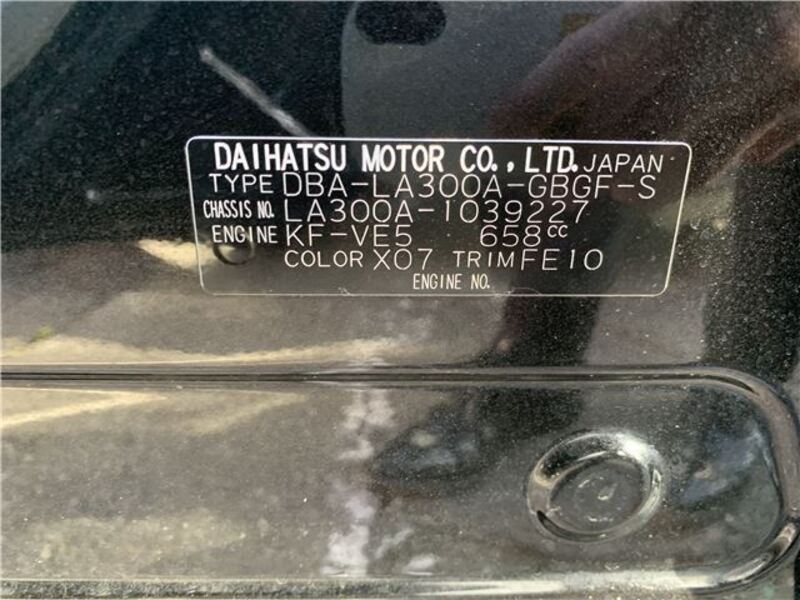 DAIHATSU MOTOR CO., LTD. JAPAN
TYPE DBA-LA300A-GBGF-S
CHASSIS NO. LA300A-1039227
ENGINE KF-VE5 658cc
COLOR X07 TRIM FE10
ENGINE NO.